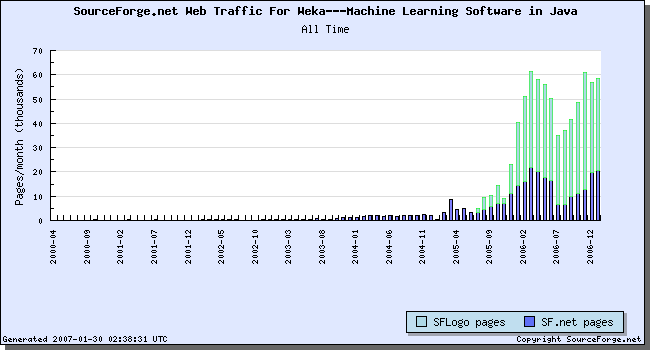 SourceForge.net Web Traffic For Weka---Machine Learning Software in Java
All Time
Pages/month (thousands)
70
60
50
40
30
20
10
0
2000-04 2000-09 2001-02 2001-07 2001-12 2002-05 2002-10 2003-03 2003-08 2004-01 2004-06 2004-11 2005-04 2005-09 2006-02 2006-07 2006-12
SFLogo pages SF.net pages
Generated 2007-01-30 02:38:31 UTC Copyright SourceForge.net